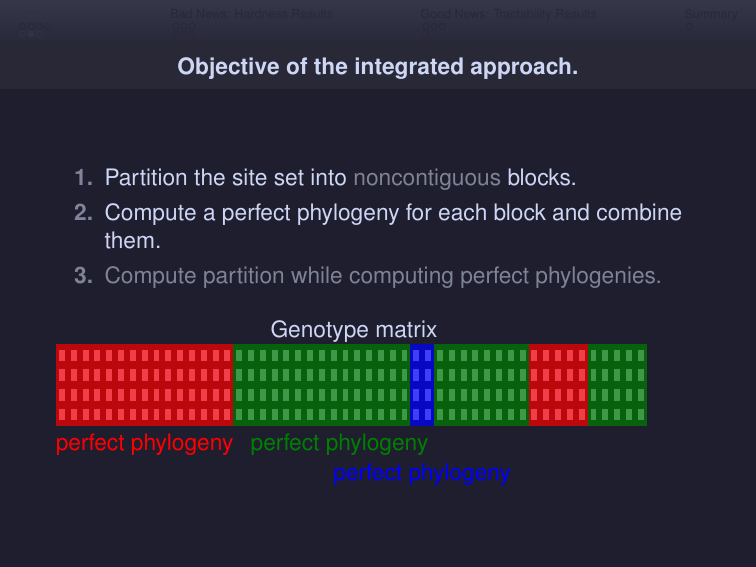 Bad News: Hardness Results Good News: Tractability Results Summary
Objective of the integrated approach.
1. Partition the site set into noncontiguous blocks.
2. Compute a perfect phylogeny for each block and combine
them.
3. Compute partition while computing perfect phylogenies.
Genotype matrix
perfect phylogeny perfect phylogeny
perfect phylogeny